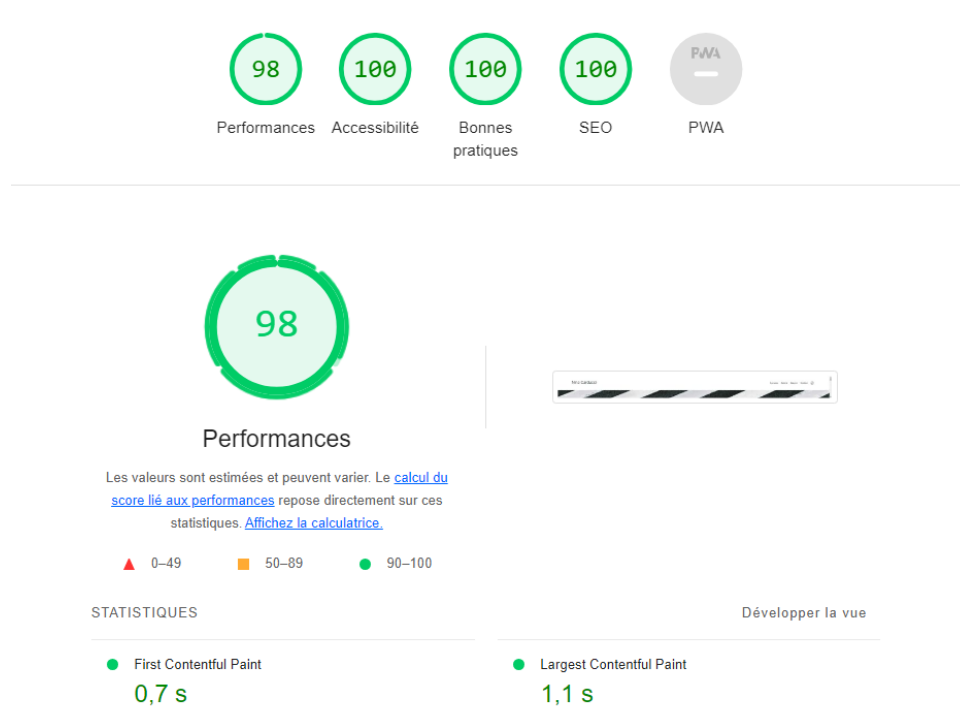 98
100
100
100
PWA
Performances
Accessibilité
Bonnes
pratiques
SEO
PWA
98
Performances
Les valeurs sont estimées et peuvent varier. Le calcul du
score lié aux performances repose directement sur ces
statistiques. Affichez la calculatrice.
0–49
50–89
90–100
STATISTIQUES
Développer la vue
First Contentful Paint
0,7 s
Largest Contentful Paint
1,1 s